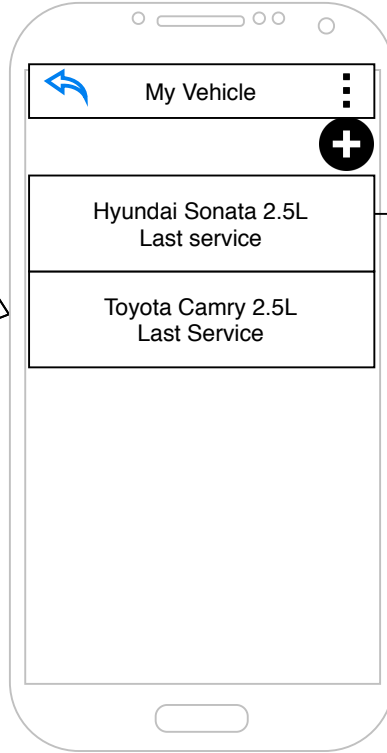 My Vehicle
Hyundai Sonata 2.5L
Last service
Toyota Camry 2.5L
Last Service